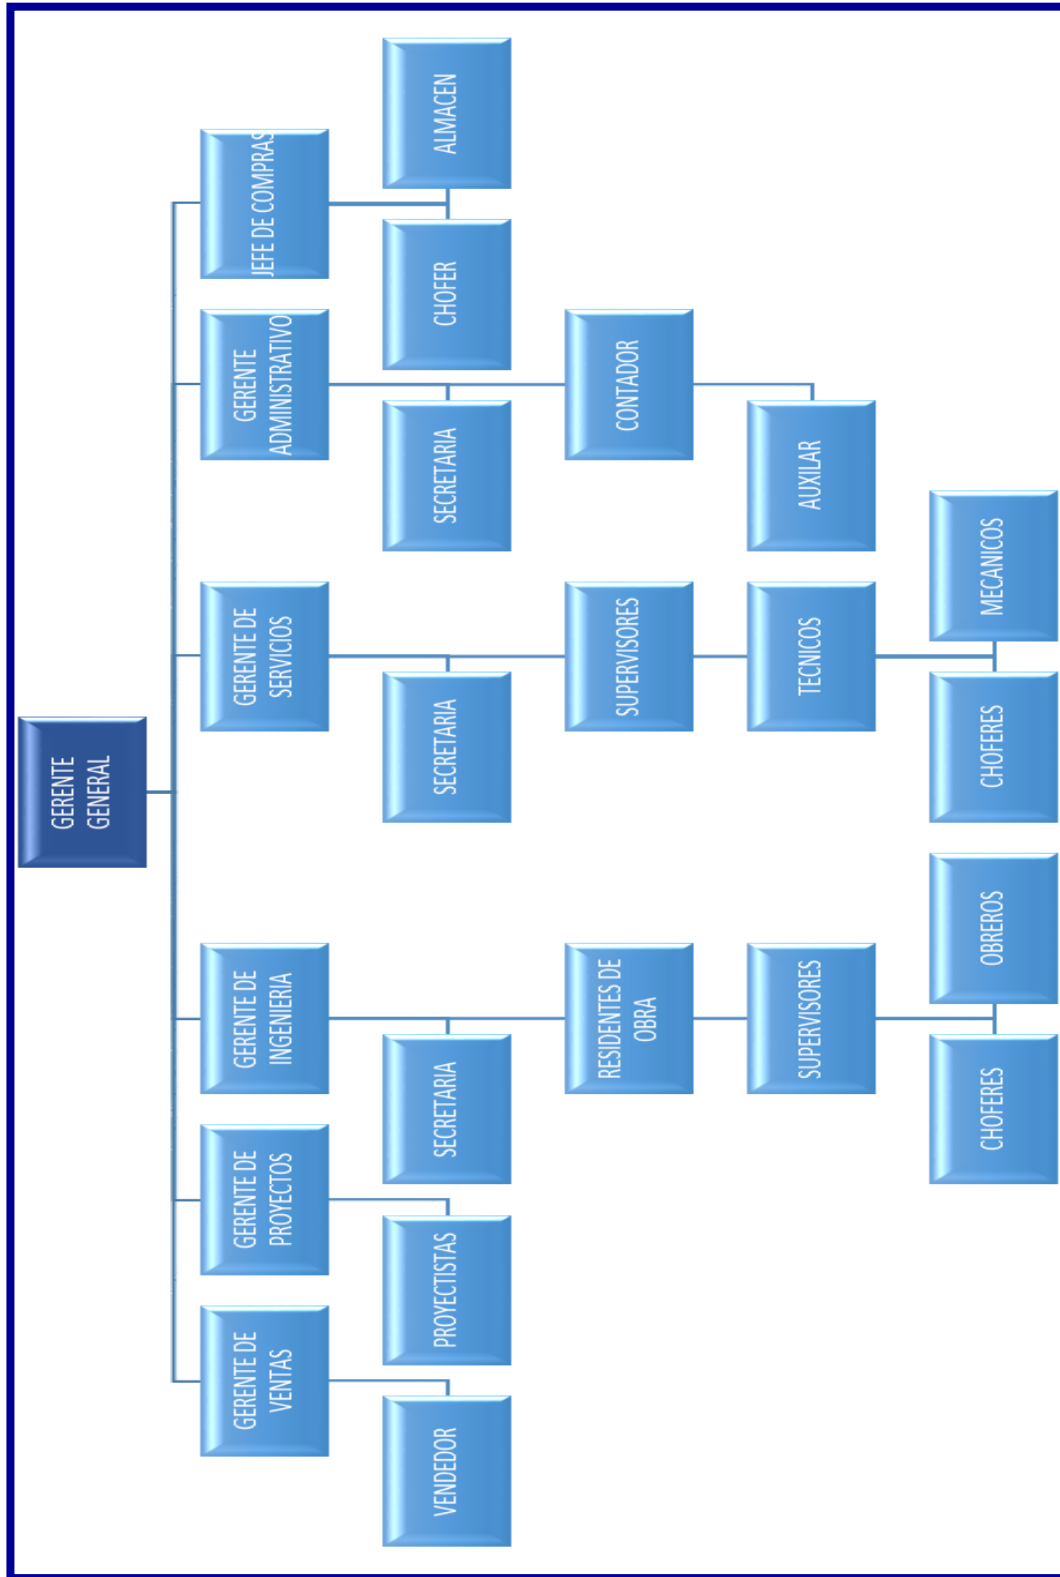 GERENTE
GENERAL
GERENTE DE
VENTAS
GERENTE DE
PROYECTOS
GERENTE DE
INGENIERIA
GERENTE DE
SERVICIOS
GERENTE
ADMINISTRATIVO
JEFE DE COMPRAS
VENDEDOR
PROYECTISTAS
SECRETARIA
SECRETARIA
SECRETARIA
CHOFER
ALMACEN
RESIDENTES DE
OBRA
SUPERVISORES
CONTADOR
SUPERVISORES
TECNICOS
AUXILAR
CHOFERES
OBREROS
CHOFERES
MECANICOS